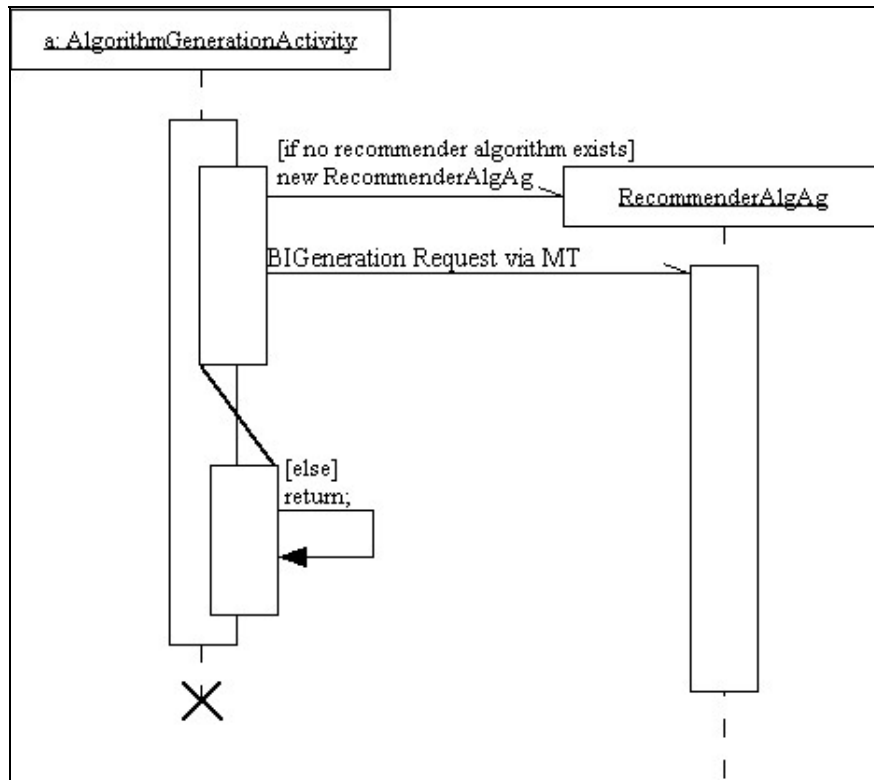 a: AlgorithmGenerationActivity
[if no recommender algorithm exists]
new RecommenderAlgAg
RecommenderAlgAg
BIGeneration Request via MT
[else]
return;